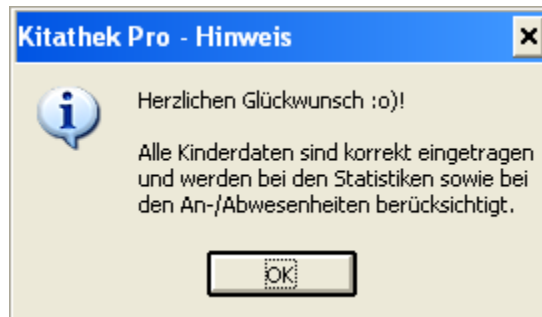 Kitathek Pro - Hinweis
Herzlichen Glückwunsch :o)!
Alle Kinderdaten sind korrekt eingetragen
und werden bei den Statistiken sowie bei
den An-/Abwesenheiten berücksichtigt.
OK